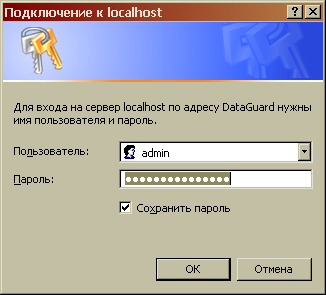 Подключение к localhost
Для входа на сервер localhost по адресу DataGuard нужны
имя пользователя и пароль.
Пользователь: admin
Пароль: ●●●●●●●●●●●●●●●
Сохранить пароль
OK Отмена